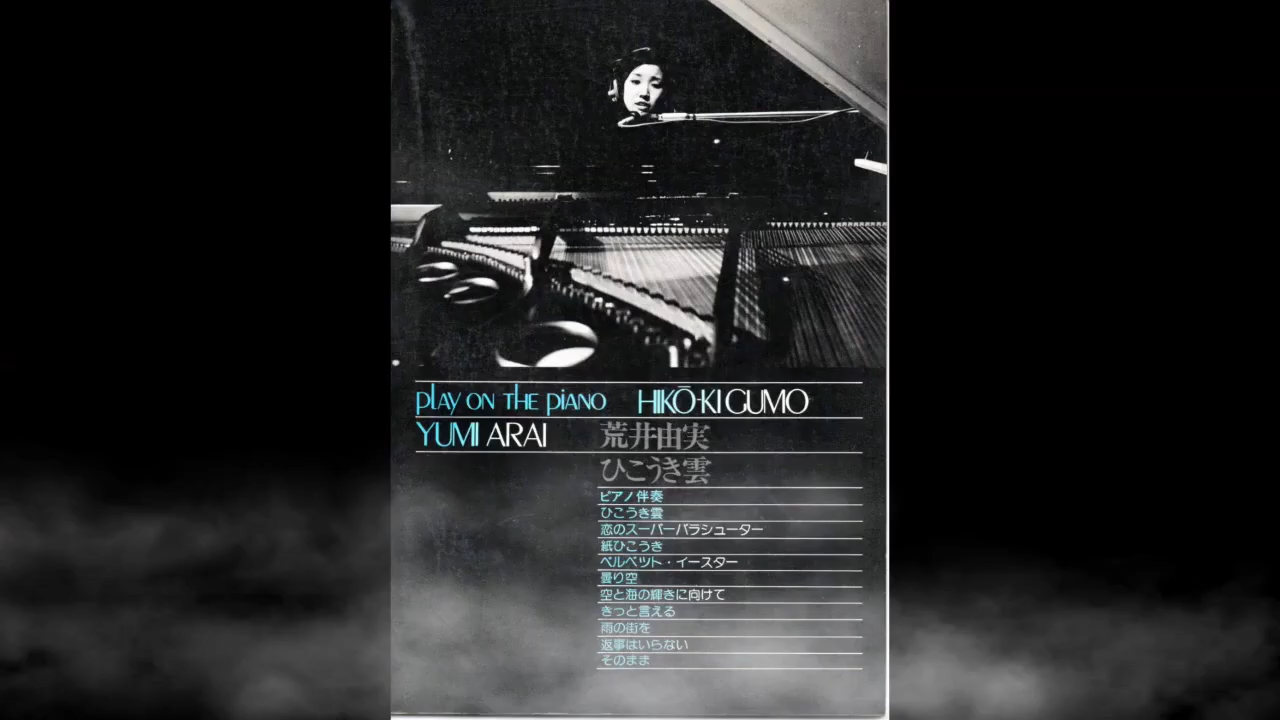 play on the piano HIKŌ-KI GUMO
YUMI ARAI 荒井由実
ひこうき雲
ピアノ伴奏
ひこうき雲
恋のスーパーパラシューター
紙ひこうき
ベルベット・イースター
曇り空
空と海の輝きに向けて
きっと言える
雨の街を
返事はいらない
そのまま